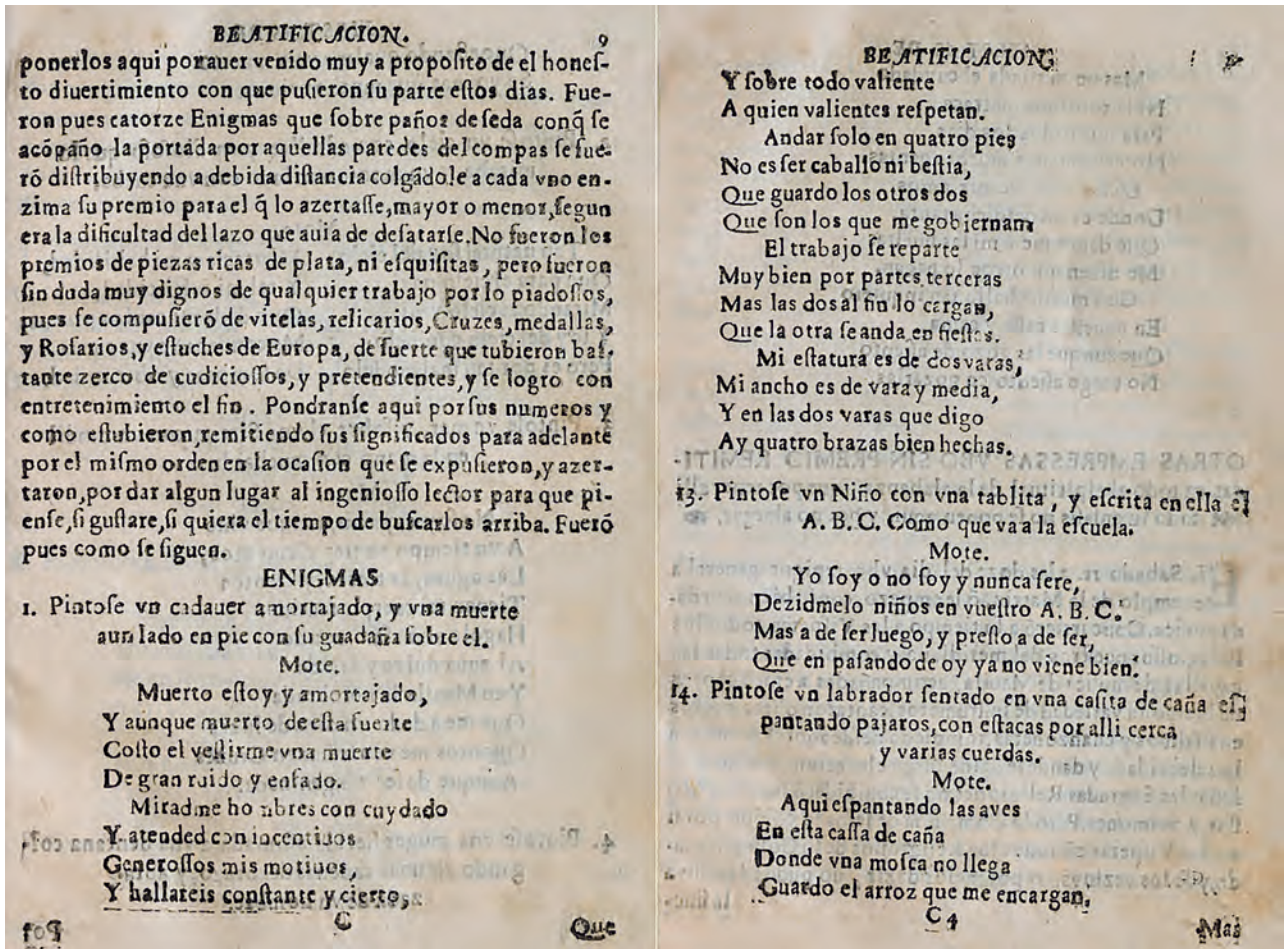 BEATIFICACION. 9
ponerlos aqui por auer venido muy a proposito de el hones-
to diuertimiento con que pusieron su parte estos dias. Fue-
ron pues catorze Enigmas que sobre paños de seda conq̃ se
acõpãño la portada por aquellas paredes del compas se fue-
rõ distribuyendo a debida distancia colgãdole a cada vno en-
zima su premio para el q̃ lo azertasse, mayor o menor, segun
era la dificultad del lazo que auia de desatarse. No fueron los
premios de piezas ricas de plata, ni esquisitas, pero fueron
sin duda muy dignos de qualquier trabajo por lo piadossos,
pues se compusierõ de vitelas, relicarios, Cruzes, medallas,
y Rosarios, y estuches de Europa, de suerte que tubieron bas-
tante zerco de cudiciossos, y pretendientes, y se logro con
entretenimiento el fin. Pondranse aqui por sus numeros y
como estubieron, remitiendo sus significados para adelante
por el mismo orden en la ocasion que se expusieron, y azer-
taron, por dar algun lugar al ingeniosso lector para que pi-
ense, si gustare, si quiera el tiempo de buscarlos arriba. Fuerõ
pues como se siguen.
ENIGMAS
1. Pintose vn cadauer amortajado, y vna muerte
a un lado en pie con su guadaña sobre el.
Mote.
Muerto estoy y amortajado,
Y aunque muerto de esta suerte
Costo el vestirme vna muerte
De gran ruido y enfado.
Miradme hombres con cuydado
Y atended con incentiuos
Generossos mis motiuos,
Y hallareis constante y cierto,
C
Que
BEATIFICACION,
Y sobre todo valiente
A quien valientes respetan.
Andar solo en quatro pies
No es ser caballo ni bestia,
Que guardo los otros dos
Que son los que me gobiernam
El trabajo se reparte
Muy bien por partes terceras
Mas las dos al fin lo cargan,
Que la otra se anda en fiestas.
Mi estatura es de dos varas,
Mi ancho es de vara y media,
Y en las dos varas que digo
Ay quatro brazas bien hechas.
13. Pintose vn Niño con vna tablita, y escrita en ella el
A. B. C. Como que va a la escuela.
Mote.
Yo soy o no soy y nunca sere,
Dezidmelo niños en vuestro A. B. C.
Mas a de ser luego, y presto a de ser,
Que en pasando de oy ya no viene bien.
14. Pintose vn labrador sentado en vna casita de caña es-
pantando pajaros, con estacas por alli cerca
y varias cuerdas.
Mote.
Aqui espantando las aves
En esta cassa de caña
Donde vna mosca no llega
Guardo el arroz que me encargan,
C 4
Mas